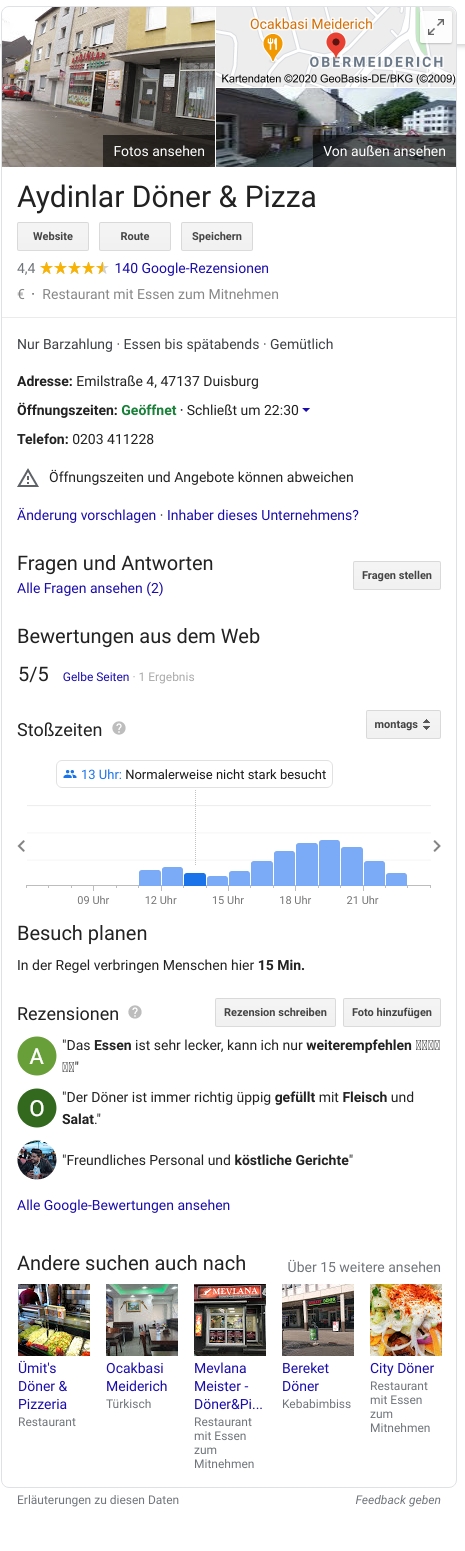 Ocakbasi Meiderich
OBERMEIDERICH
Kartendaten ©2020 GeoBasis-DE/BKG (©2009)
Fotos ansehen
Von außen ansehen
Aydinlar Döner & Pizza
Website Route Speichern
4,4 140 Google-Rezensionen
€ · Restaurant mit Essen zum Mitnehmen
Nur Barzahlung · Essen bis spätabends · Gemütlich
Adresse: Emilstraße 4, 47137 Duisburg
Öffnungszeiten: Geöffnet · Schließt um 22:30
Telefon: 0203 411228
Öffnungszeiten und Angebote können abweichen
Änderung vorschlagen · Inhaber dieses Unternehmens?
Fragen und Antworten
Alle Fragen ansehen (2)
Fragen stellen
Bewertungen aus dem Web
5/5 Gelbe Seiten · 1 Ergebnis
Stoßzeiten ?
montags
13 Uhr: Normalerweise nicht stark besucht
09 Uhr 12 Uhr 15 Uhr 18 Uhr 21 Uhr
Besuch planen
In der Regel verbringen Menschen hier 15 Min.
Rezensionen ?
Rezension schreiben Foto hinzufügen
A
"Das Essen ist sehr lecker, kann ich nur weiterempfehlen
"
O
"Der Döner ist immer richtig üppig gefüllt mit Fleisch und
Salat."
"Freundliches Personal und köstliche Gerichte"
Alle Google-Bewertungen ansehen
Andere suchen auch nach
Über 15 weitere ansehen
MEVLANA
Ümit's
Döner &
Pizzeria
Restaurant
Ocakbasi
Meiderich
Türkisch
Mevlana
Meister -
Döner&Pi...
Restaurant
mit Essen
zum
Mitnehmen
Bereket
Döner
Kebabimbiss
City Döner
Restaurant
mit Essen
zum
Mitnehmen
Erläuterungen zu diesen Daten
Feedback geben